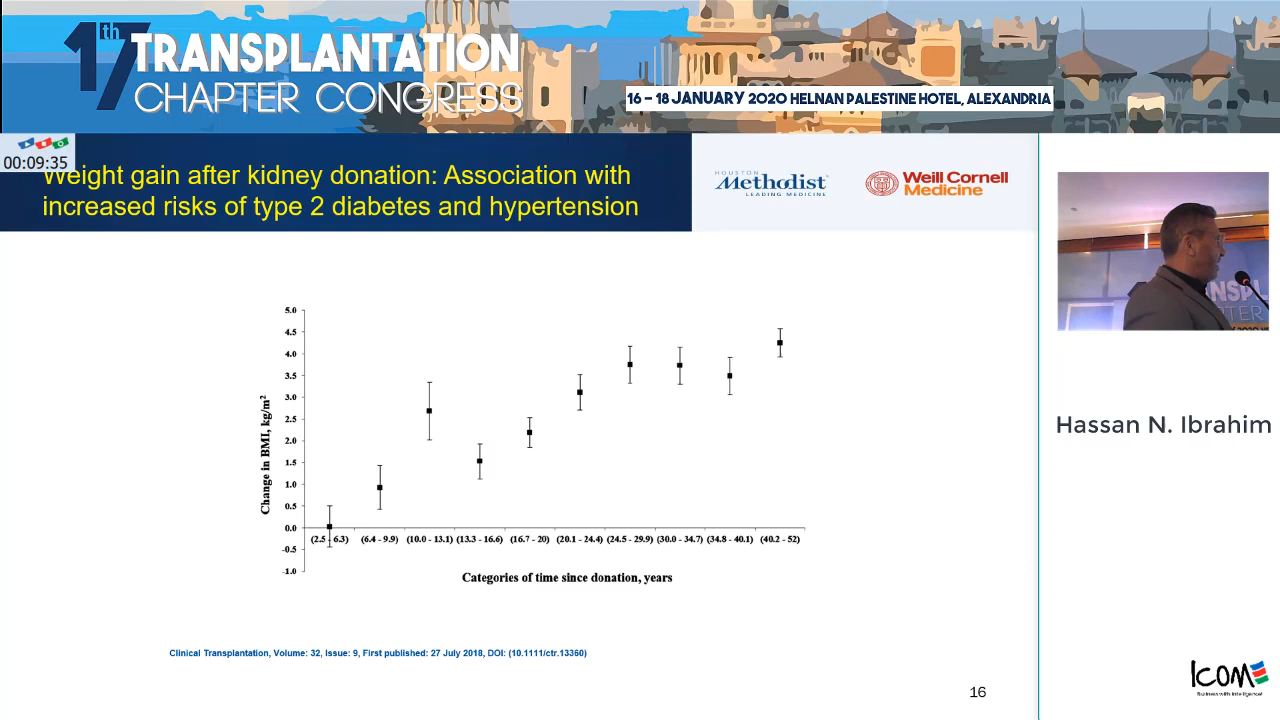 17th TRANSPLANTATION
CHAPTER CONGRESS
16 – 18 JANUARY 2020 HELNAN PALESTINE HOTEL, ALEXANDRIA
00:09:35
Weight gain after kidney donation: Association with
increased risks of type 2 diabetes and hypertension
HOUSTON
Methodist
LEADING MEDICINE
Weill Cornell
Medicine
5.0
4.5
4.0
3.5
3.0
2.5
2.0
1.5
1.0
0.5
0.0
-0.5
-1.0
Change in BMI, kg/m²
(2.5 - 6.3) (6.4 - 9.9) (10.0 - 13.1) (13.3 - 16.6) (16.7 - 20) (20.1 - 24.4) (24.5 - 29.9) (30.0 - 34.7) (34.8 - 40.1) (40.2 - 52)
Categories of time since donation, years
Clinical Transplantation, Volume: 32, Issue: 9, First published: 27 July 2018, DOI: (10.1111/ctr.13360)
16
NSPL
TER
Hassan N. Ibrahim
ICOME
Business with Intelligence!